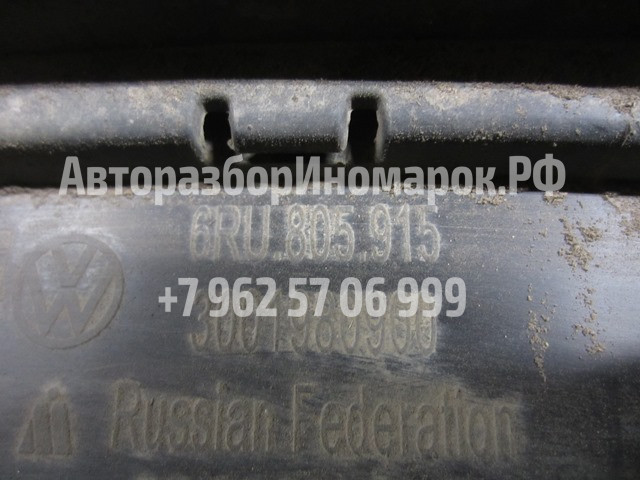 АвторазборИномарок.РФ
6RU.805.915
+7 962 57 06 999
Russian Federation